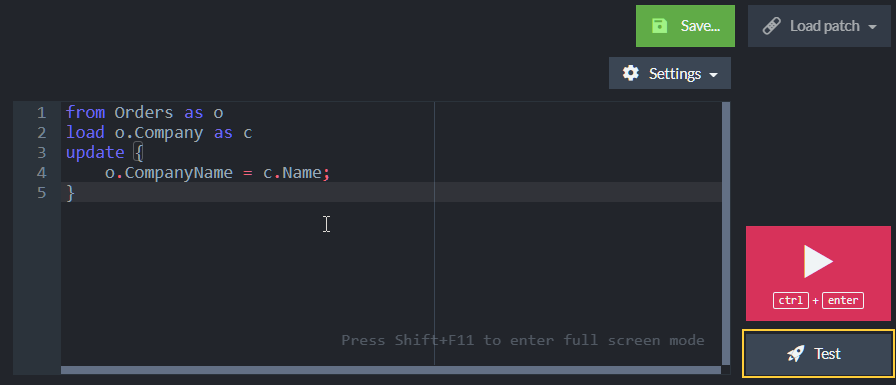 Save...
Load patch
Settings
1 from Orders as o
2 load o.Company as c
3 update {
4     o.CompanyName = c.Name;
5 }
ctrl + enter
Press Shift+F11 to enter full screen mode
Test